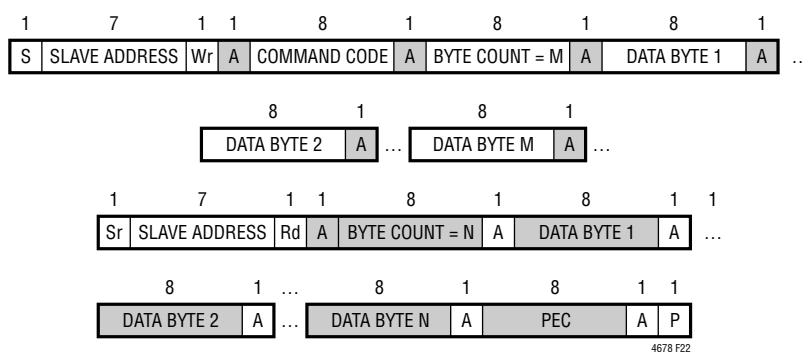 1 7 1 1 8 1 8 1 8 1
S SLAVE ADDRESS Wr A COMMAND CODE A BYTE COUNT = M A DATA BYTE 1 A …
8 1 8 1
DATA BYTE 2 A … DATA BYTE M A …
1 7 1 1 8 1 8 1 1
Sr SLAVE ADDRESS Rd A BYTE COUNT = N A DATA BYTE 1 A …
8 1 … 8 1 8 1 1
DATA BYTE 2 A … DATA BYTE N A PEC A P
4678 F22